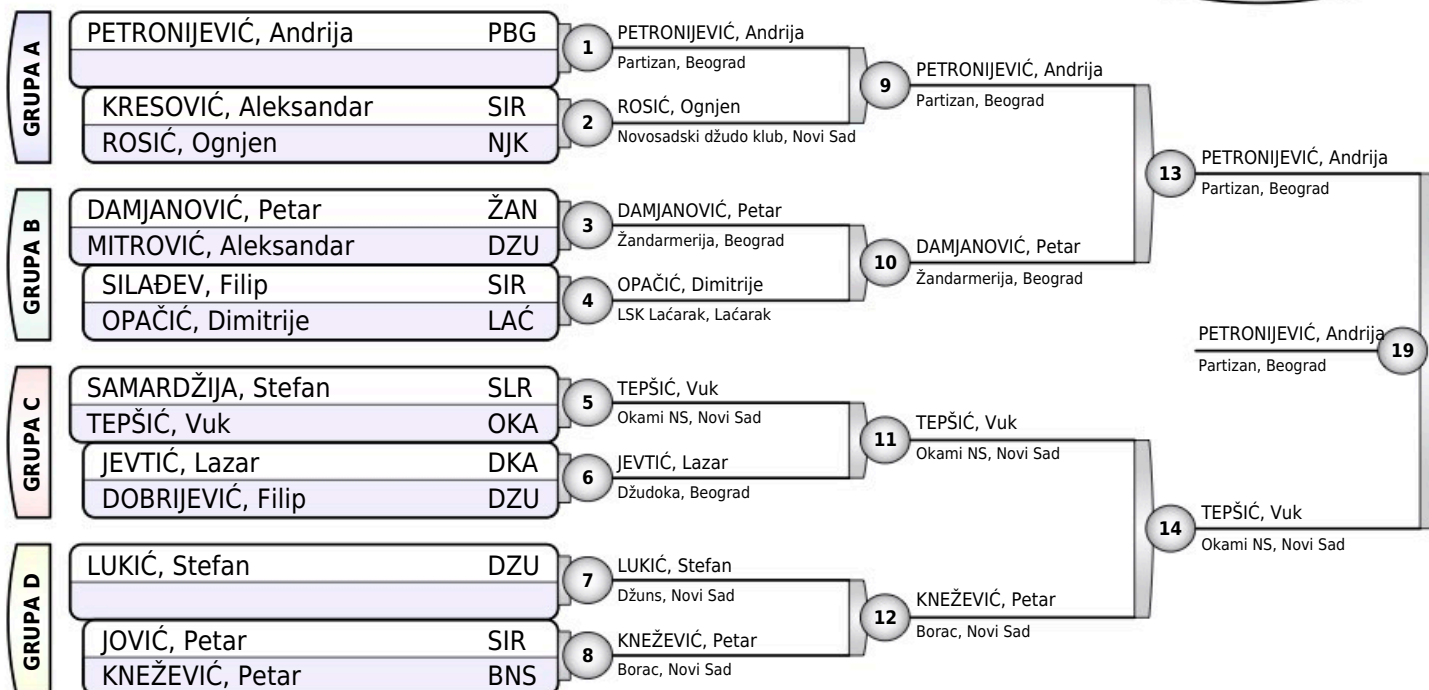 GRUPA A
PETRONIJEVIĆ, Andrija PBG
KRESOVIĆ, Aleksandar SIR
ROSIĆ, Ognjen NJK
GRUPA B
DAMJANOVIĆ, Petar ŽAN
MITROVIĆ, Aleksandar DZU
SILAĐEV, Filip SIR
OPAČIĆ, Dimitrije LAĆ
GRUPA C
SAMARDŽIJA, Stefan SLR
TEPŠIĆ, Vuk OKA
JEVTIĆ, Lazar DKA
DOBRIJEVIĆ, Filip DZU
GRUPA D
LUKIĆ, Stefan DZU
JOVIĆ, Petar SIR
KNEŽEVIĆ, Petar BNS
1
PETRONIJEVIĆ, Andrija
Partizan, Beograd
2
ROSIĆ, Ognjen
Novosadski džudo klub, Novi Sad
3
DAMJANOVIĆ, Petar
Žandarmerija, Beograd
4
OPAČIĆ, Dimitrije
LSK Laćarak, Laćarak
5
TEPŠIĆ, Vuk
Okami NS, Novi Sad
6
JEVTIĆ, Lazar
Džudoka, Beograd
7
LUKIĆ, Stefan
Džuns, Novi Sad
8
KNEŽEVIĆ, Petar
Borac, Novi Sad
9
PETRONIJEVIĆ, Andrija
Partizan, Beograd
10
DAMJANOVIĆ, Petar
Žandarmerija, Beograd
11
TEPŠIĆ, Vuk
Okami NS, Novi Sad
12
KNEŽEVIĆ, Petar
Borac, Novi Sad
13
PETRONIJEVIĆ, Andrija
Partizan, Beograd
14
TEPŠIĆ, Vuk
Okami NS, Novi Sad
PETRONIJEVIĆ, Andrija
Partizan, Beograd
19